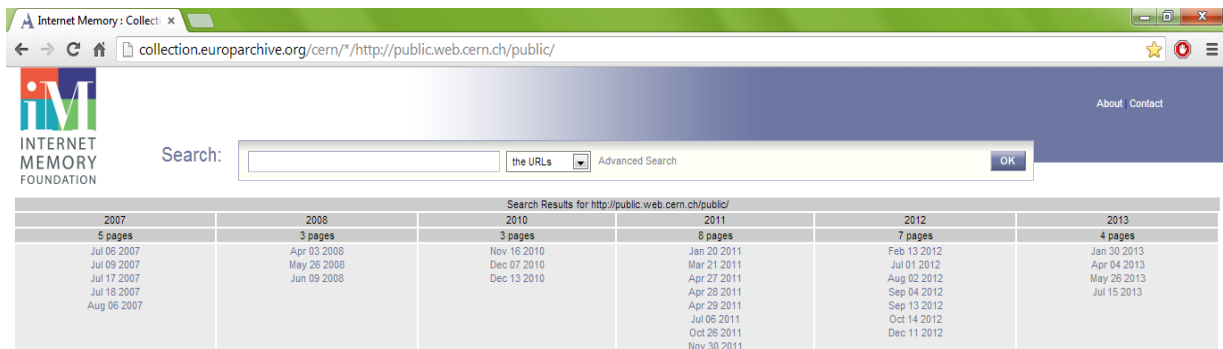 Internet Memory : Collecti ×
collection.europarchive.org/cern/*/http://public.web.cern.ch/public/
iM
INTERNET
MEMORY
FOUNDATION
About | Contact
Search: the URLs Advanced Search OK
Search Results for http://public.web.cern.ch/public/
2007 2008 2010 2011 2012 2013
5 pages 3 pages 3 pages 8 pages 7 pages 4 pages
Jul 06 2007 Apr 03 2008 Nov 16 2010 Jan 20 2011 Feb 13 2012 Jan 30 2013
Jul 09 2007 May 26 2008 Dec 07 2010 Mar 21 2011 Jul 01 2012 Apr 04 2013
Jul 17 2007 Jun 09 2008 Dec 13 2010 Apr 27 2011 Aug 02 2012 May 26 2013
Jul 18 2007 Apr 28 2011 Sep 04 2012 Jul 15 2013
Aug 06 2007 Apr 29 2011 Sep 13 2012
Jul 06 2011 Oct 14 2012
Oct 26 2011 Dec 11 2012
Nov 30 2011